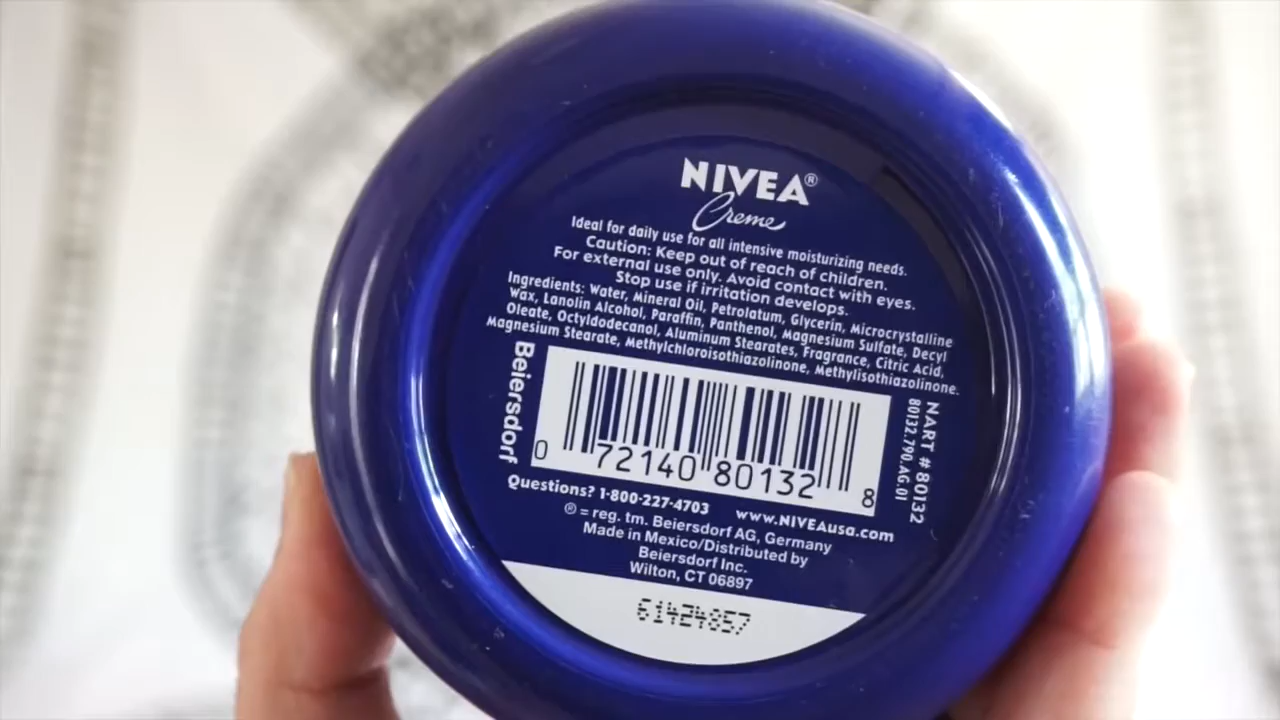 NIVEA®
Creme
Ideal for daily use for all intensive moisturizing needs.
Caution: Keep out of reach of children.
For external use only. Avoid contact with eyes.
Stop use if irritation develops.
Ingredients: Water, Mineral Oil, Petrolatum, Glycerin, Microcrystalline
Wax, Lanolin Alcohol, Paraffin, Panthenol, Magnesium Sulfate, Decyl
Oleate, Octyldodecanol, Aluminum Stearates, Fragrance, Citric Acid,
Magnesium Stearate, Methylchloroisothiazolinone, Methylisothiazolinone.
Beiersdorf
0 72140 80132 8
NART # 80132
80132.790.AG.01
Questions? 1-800-227-4703 www.NIVEAusa.com
® = reg. tm. Beiersdorf AG, Germany
Made in Mexico/Distributed by
Beiersdorf Inc.
Wilton, CT 06897
61424857